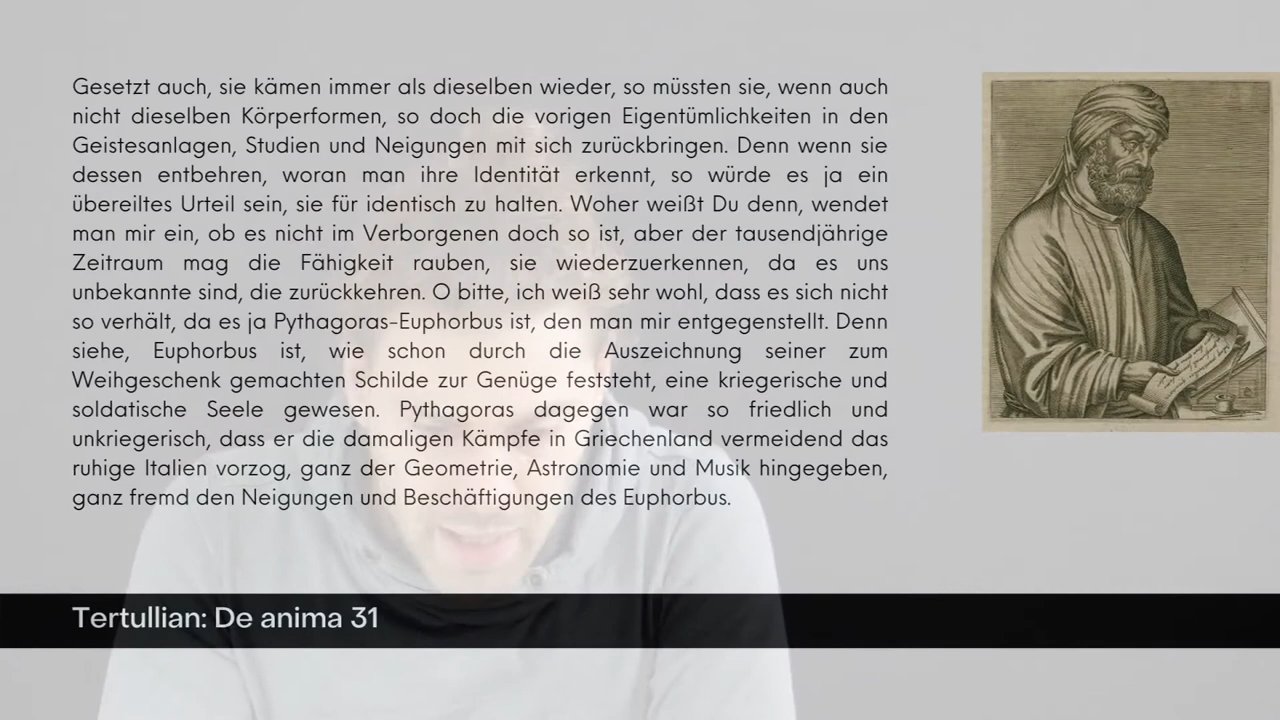 Gesetzt auch, sie kämen immer als dieselben wieder, so müssten sie, wenn auch
nicht dieselben Körperformen, so doch die vorigen Eigentümlichkeiten in den
Geistesanlagen, Studien und Neigungen mit sich zurückbringen. Denn wenn sie
dessen entbehren, woran man ihre Identität erkennt, so würde es ja ein
übereiltes Urteil sein, sie für identisch zu halten. Woher weißt Du denn, wendet
man mir ein, ob es nicht im Verborgenen doch so ist, aber der tausendjährige
Zeitraum mag die Fähigkeit rauben, sie wiederzuerkennen, da es uns
unbekannte sind, die zurückkehren. O bitte, ich weiß sehr wohl, dass es sich nicht
so verhält, da es ja Pythagoras-Euphorbus ist, den man mir entgegenstellt. Denn
siehe, Euphorbus ist, wie schon durch die Auszeichnung seiner zum
Weihgeschenk gemachten Schilde zur Genüge feststeht, eine kriegerische und
soldatische Seele gewesen. Pythagoras dagegen war so friedlich und
unkriegerisch, dass er die damaligen Kämpfe in Griechenland vermeidend das
ruhige Italien vorzog, ganz der Geometrie, Astronomie und Musik hingegeben,
ganz fremd den Neigungen und Beschäftigungen des Euphorbus.
Tertullian: De anima 31